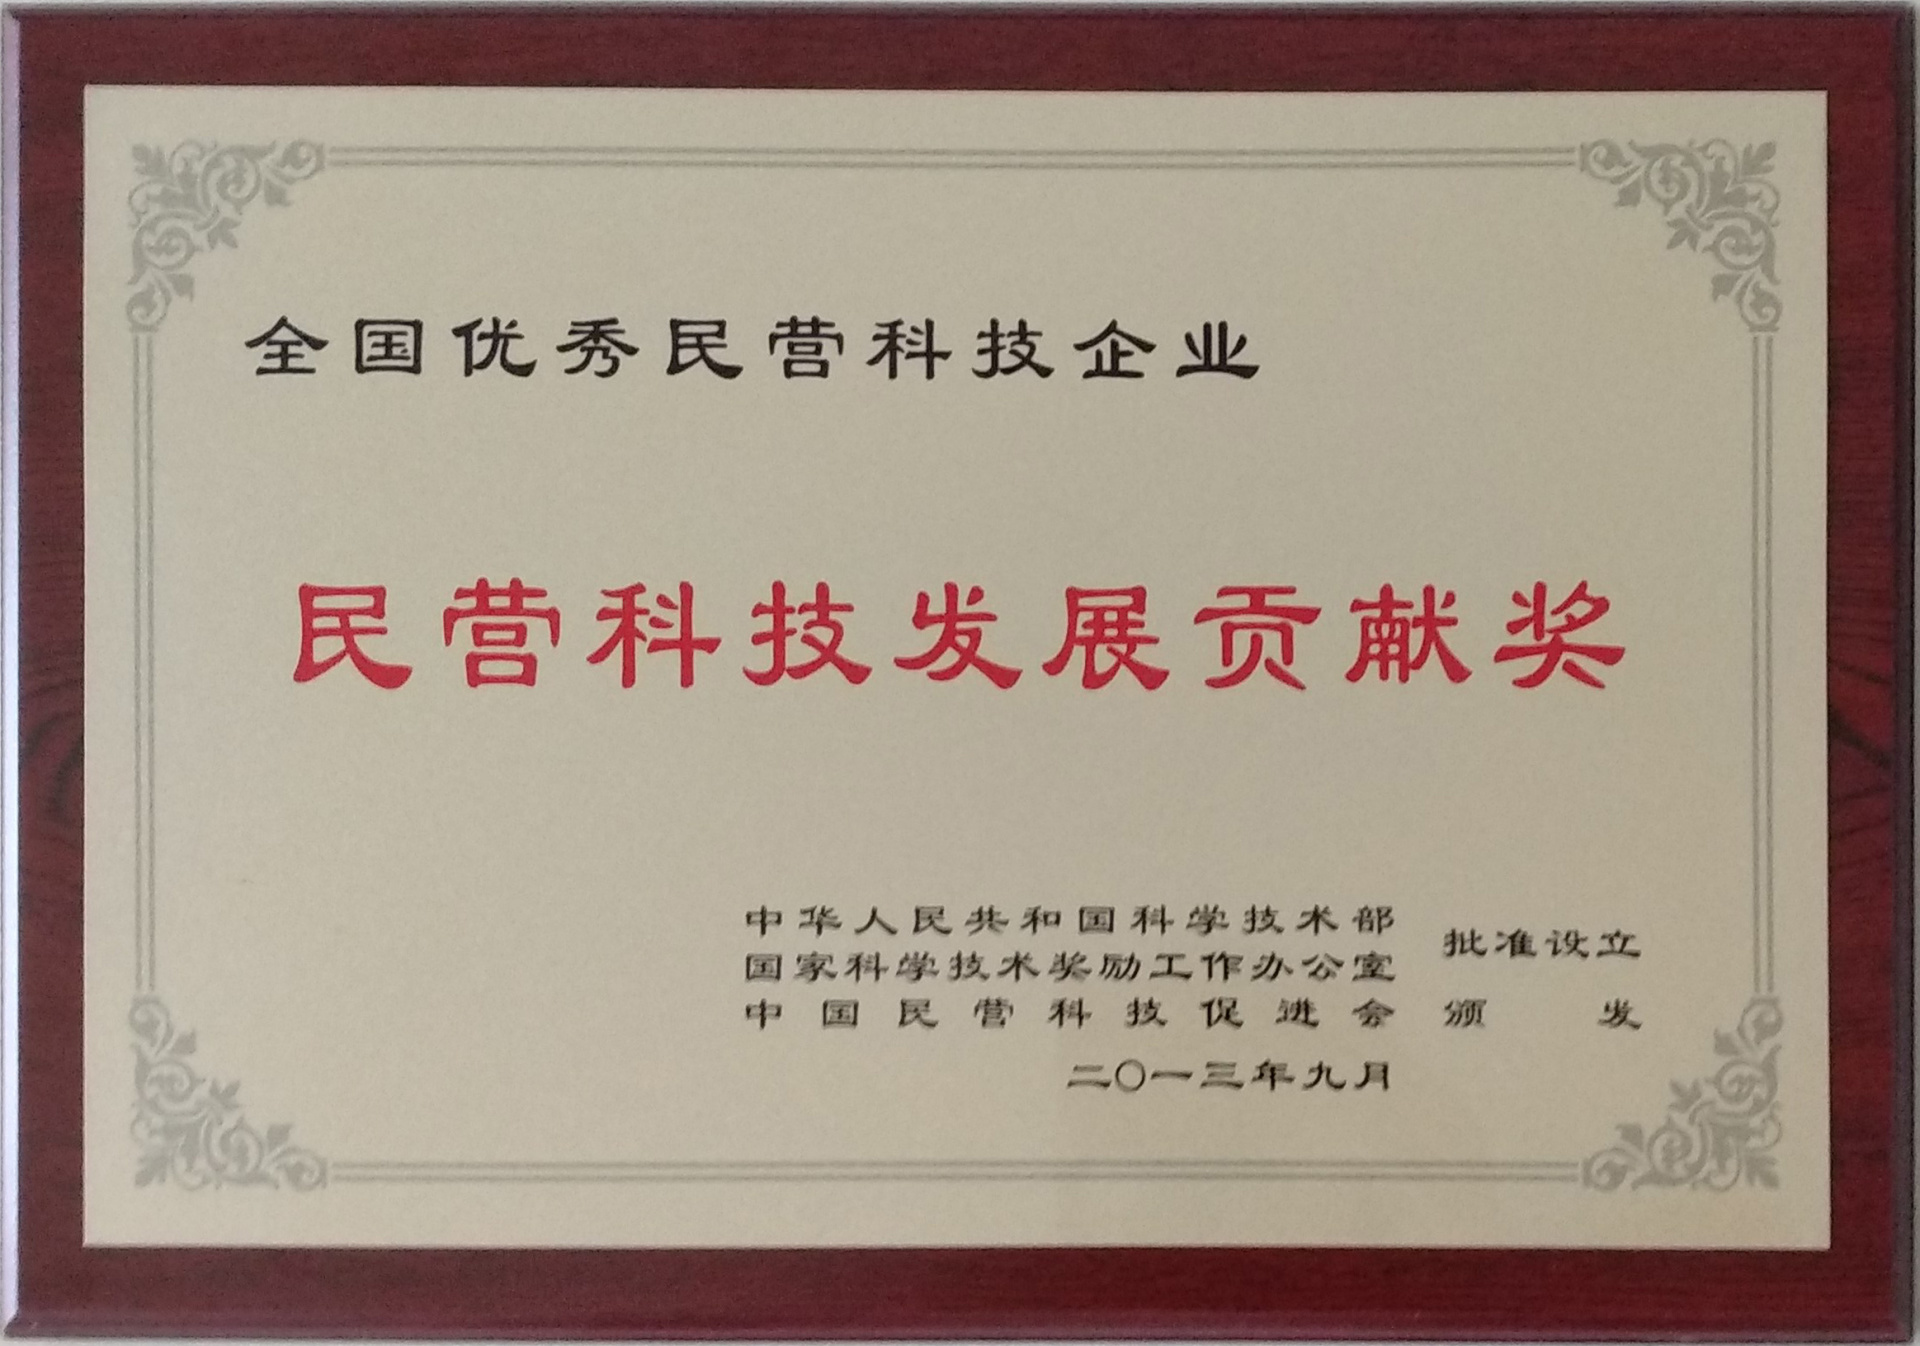 全国优秀民营科技企业
民营科技发展贡献奖
中华人民共和国科学技术部
国家科学技术奖励工作办公室
批准设立
中国民营科技促进会 颁发
二〇一三年九月